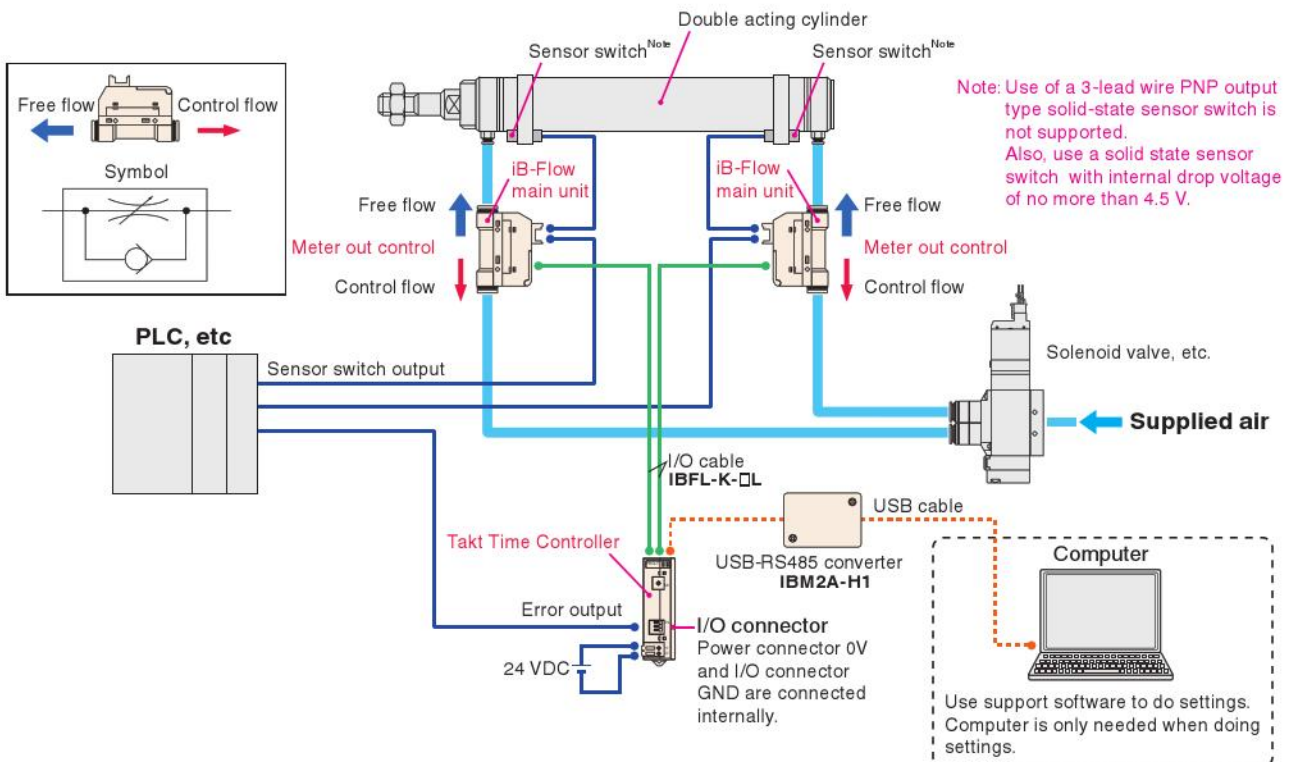 Double acting cylinder
Sensor switch Note
Sensor switch Note
Note: Use of a 3-lead wire PNP output
type solid-state sensor switch is
not supported.
Also, use a solid state sensor
switch with internal drop voltage
of no more than 4.5 V.
Free flow
Control flow
Symbol
iB-Flow
main unit
Free flow
Meter out control
Control flow
iB-Flow
main unit
Free flow
Meter out control
Control flow
PLC, etc
Sensor switch output
Solenoid valve, etc.
Supplied air
I/O cable
IBFL-K-□L
USB cable
Takt Time Controller
USB-RS485 converter
IBM2A-H1
Computer
Error output
I/O connector
Power connector 0V
and I/O connector
GND are connected
internally.
24 VDC
Use support software to do settings.
Computer is only needed when doing
settings.